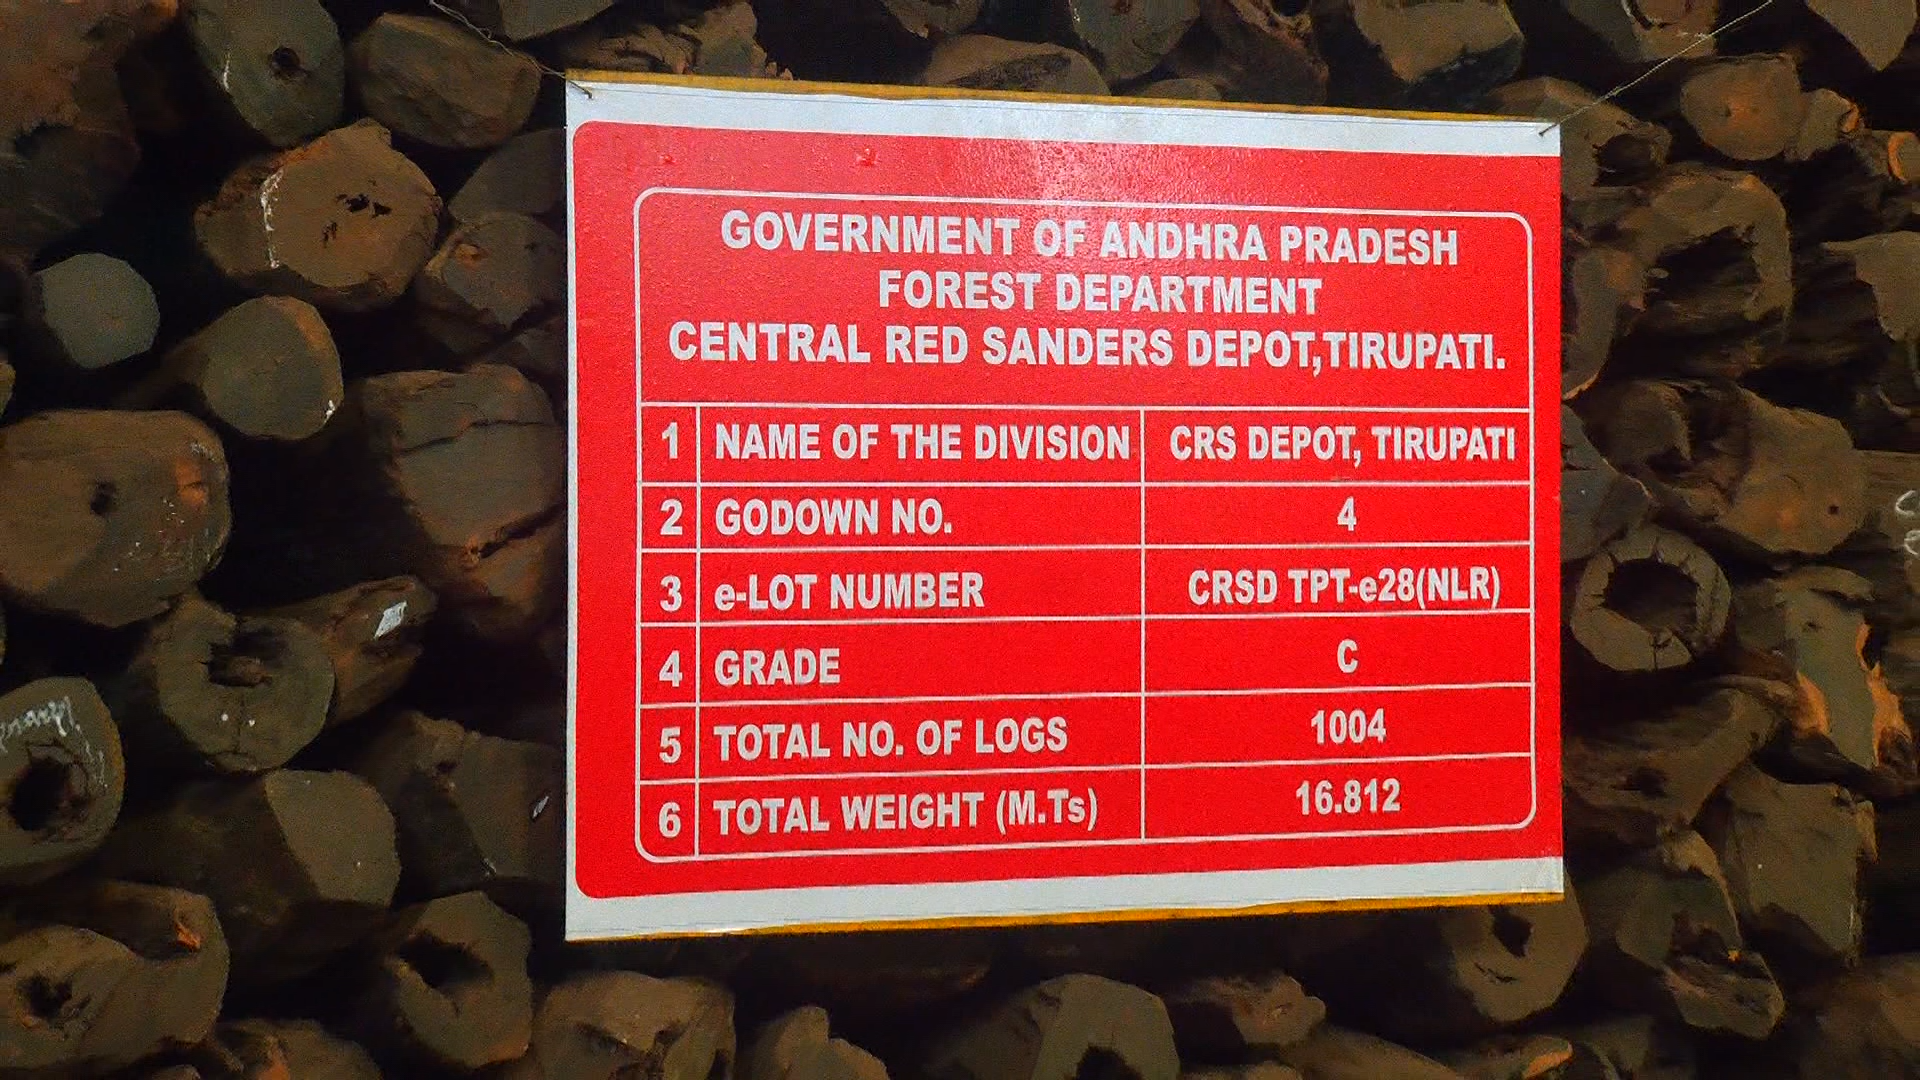 GOVERNMENT OF ANDHRA PRADESH
FOREST DEPARTMENT
CENTRAL RED SANDERS DEPOT,TIRUPATI.
1 NAME OF THE DIVISION CRS DEPOT, TIRUPATI
2 GODOWN NO. 4
3 e-LOT NUMBER CRSD TPT-e28(NLR)
4 GRADE C
5 TOTAL NO. OF LOGS 1004
6 TOTAL WEIGHT (M.Ts) 16.812